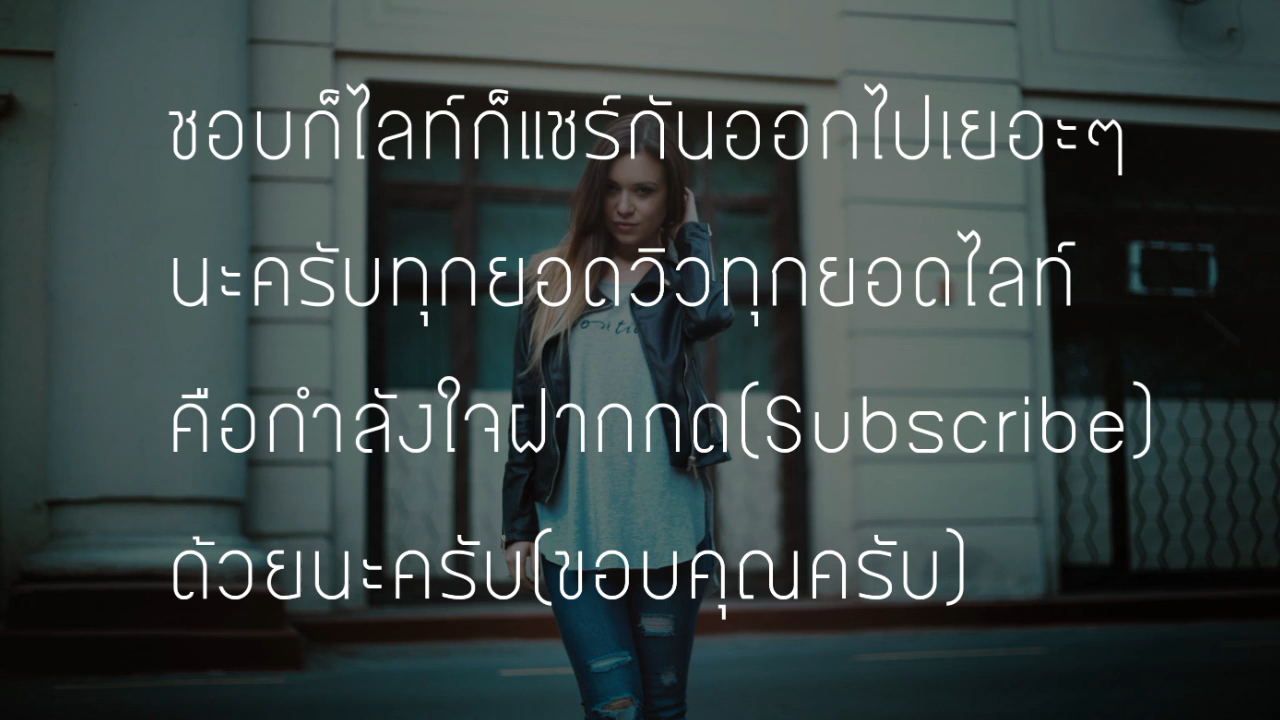 ชอบก็ไลท์ก็แชร์กันออกไปเยอะๆ
นะครับทุกยอดวิวทุกยอดไลท์
คือกำลังใจฝากกด(Subscribe)
ด้วยนะครับ(ขอบคุณครับ)